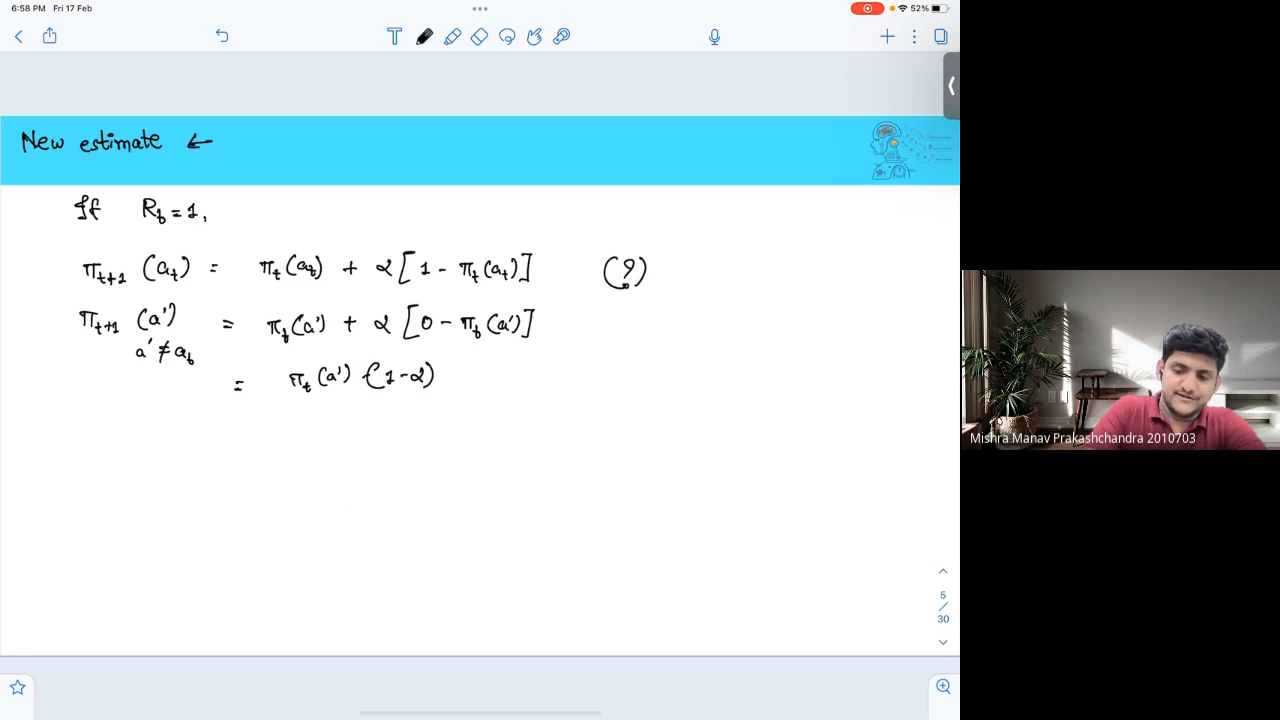 6:58 PM Fri 17 Feb
52%
New estimate ←
If R_t = 1,
π_{t+1} (a_t) = π_t(a_t) + α[1 - π_t(a_t)] (?)
π_{t+1} (a') = π_t(a') + α [0 - π_t(a')]
a' ≠ a_t
= π_t(a') (1-α)
5
/
30
Mishra Manav Prakashchandra 2010703